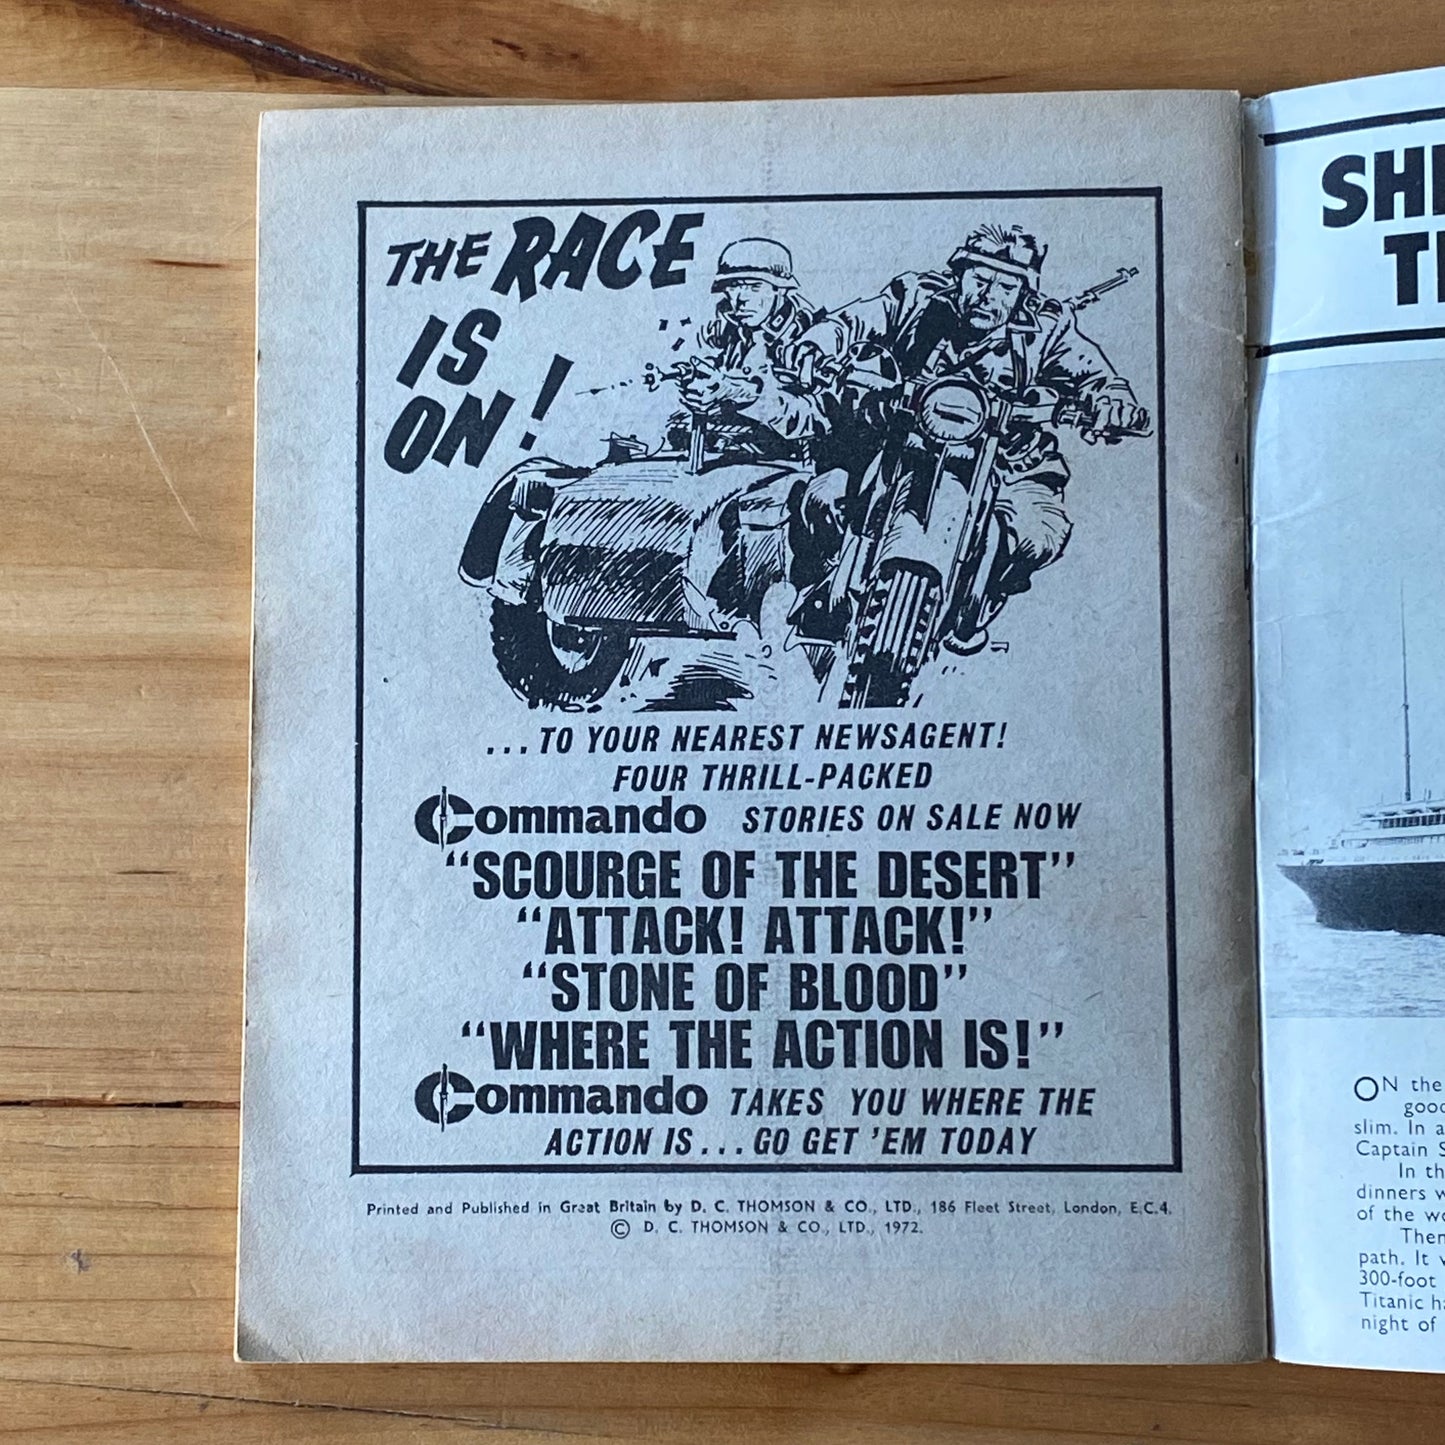 THE RACE
IS
ON!
...TO YOUR NEAREST NEWSAGENT!
FOUR THRILL-PACKED
Commando STORIES ON SALE NOW
"SCOURGE OF THE DESERT"
"ATTACK! ATTACK!"
"STONE OF BLOOD"
"WHERE THE ACTION IS!"
Commando TAKES YOU WHERE THE
ACTION IS...GO GET 'EM TODAY
Printed and Published in Great Britain by D. C. THOMSON & CO., LTD., 186 Fleet Street, London, E.C.4.
© D. C. THOMSON & CO., LTD., 1972.
ON the
good
slim. In a
Captain
In th
dinners
of the
Then
path. It
300-foot
Titanic
night of